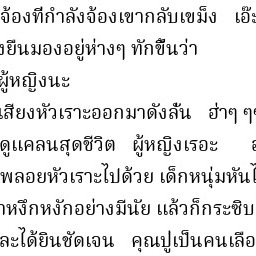 จ้องที่กำลังจ้องเขากลับเขม็ง เอ๊ะ
ยืนมองอยู่ห่างๆ ทักขึ้นว่า
ผู้หญิงนะ
เสียงหัวเราะออกมาดังลั่น ฮ่าๆ ๆ
ดูแคลนสุดชีวิต ผู้หญิงเรอะ
พลอยหัวเราะไปด้วย เด็กหนุ่มหัน
หงึกหงักอย่างมีนัย แล้วก็กระซิบ
ละได้ยินชัดเจน คุณปู่เป็นคนเลือ